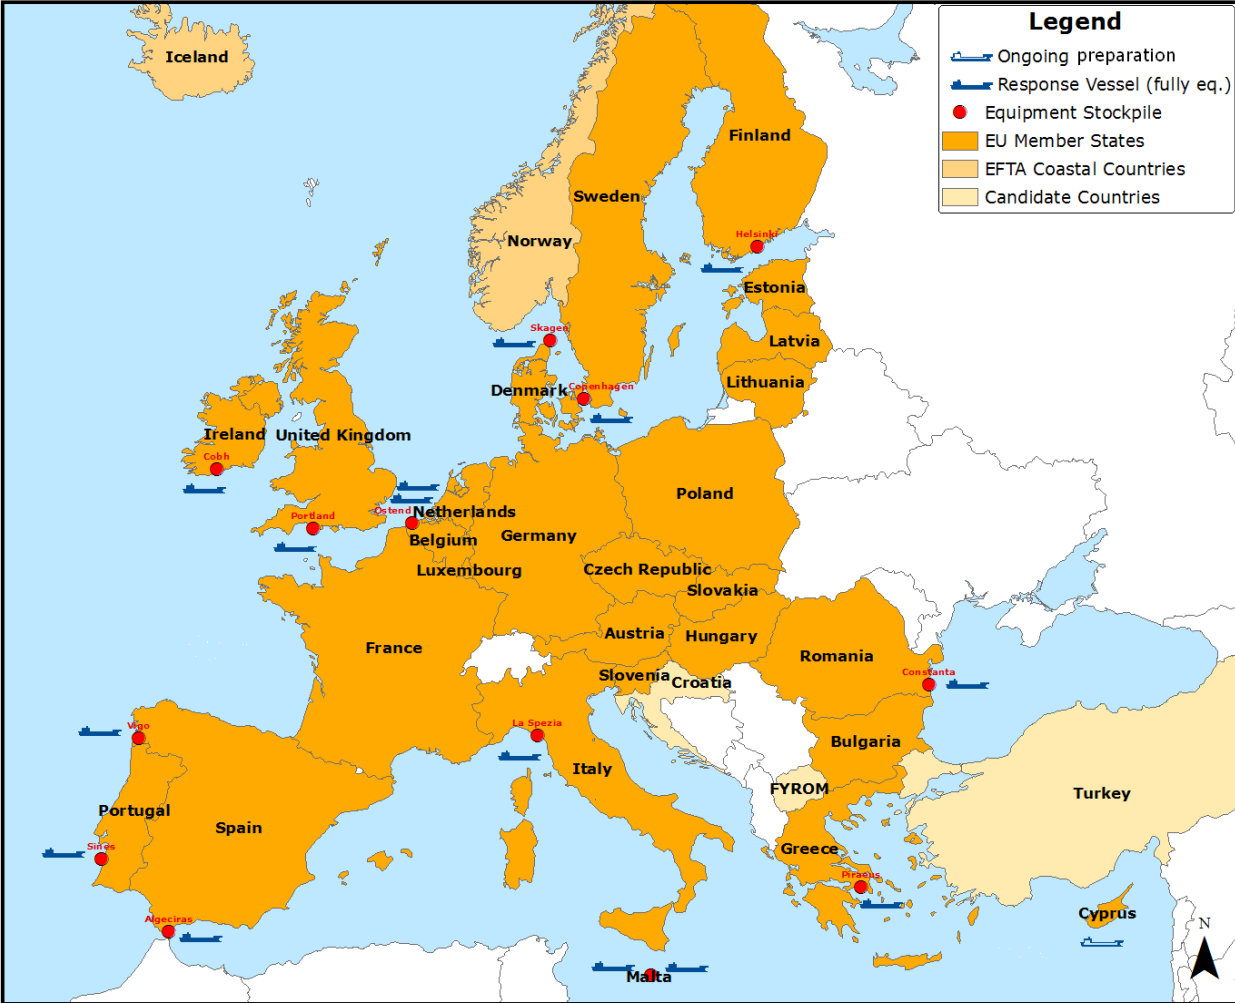 Legend
Iceland
Ongoing preparation
Response Vessel (fully eq.)
Equipment Stockpile
EU Member States
EFTA Coastal Countries
Candidate Countries
Finland
Sweden
Helsinki
Norway
Estonia
Skagen
Latvia
Lithuania
Denmark
Copenhagen
Ireland
United Kingdom
Cobh
Poland
Ostend
Netherlands
Portland
Germany
Belgium
Luxembourg
Czech Republic
Slovakia
Austria
Hungary
France
Romania
Slovenia
Croatia
Constanta
Vigo
La Spezia
Bulgaria
Italy
FYROM
Turkey
Portugal
Spain
Sines
Greece
Piraeus
Algeciras
Cyprus
N
Malta